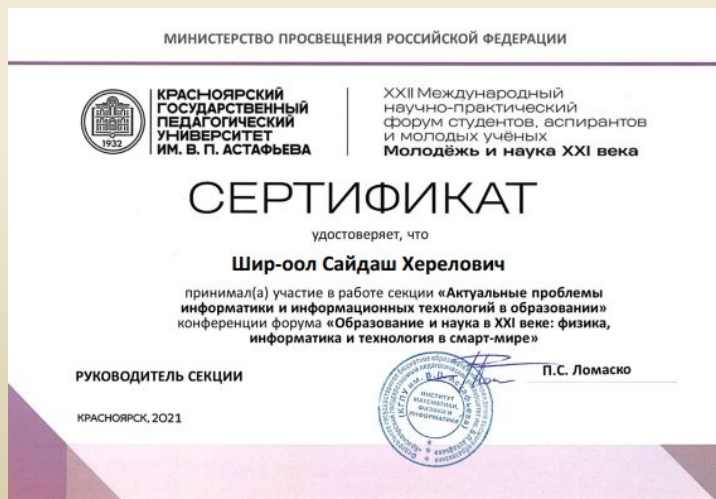 МИНИСТЕРСТВО ПРОСВЕЩЕНИЯ РОССИЙСКОЙ ФЕДЕРАЦИИ
1932
КРАСНОЯРСКИЙ
ГОСУДАРСТВЕННЫЙ
ПЕДАГОГИЧЕСКИЙ
УНИВЕРСИТЕТ
ИМ. В. П. АСТАФЬЕВА
XXII Международный
научно-практический
форум студентов, аспирантов
и молодых учёных
Молодёжь и наука XXI века
СЕРТИФИКАТ
удостоверяет, что
Шир-оол Сайдаш Херелович
принимал(а) участие в работе секции «Актуальные проблемы
информатики и информационных технологий в образовании»
конференции форума «Образование и наука в XXI веке: физика,
информатика и технология в смарт-мире»
РУКОВОДИТЕЛЬ СЕКЦИИ
П.С. Ломаско
ИНСТИТУТ
МАТЕМАТИКИ,
ФИЗИКИ И
ИНФОРМАТИКИ
КРАСНОЯРСК, 2021